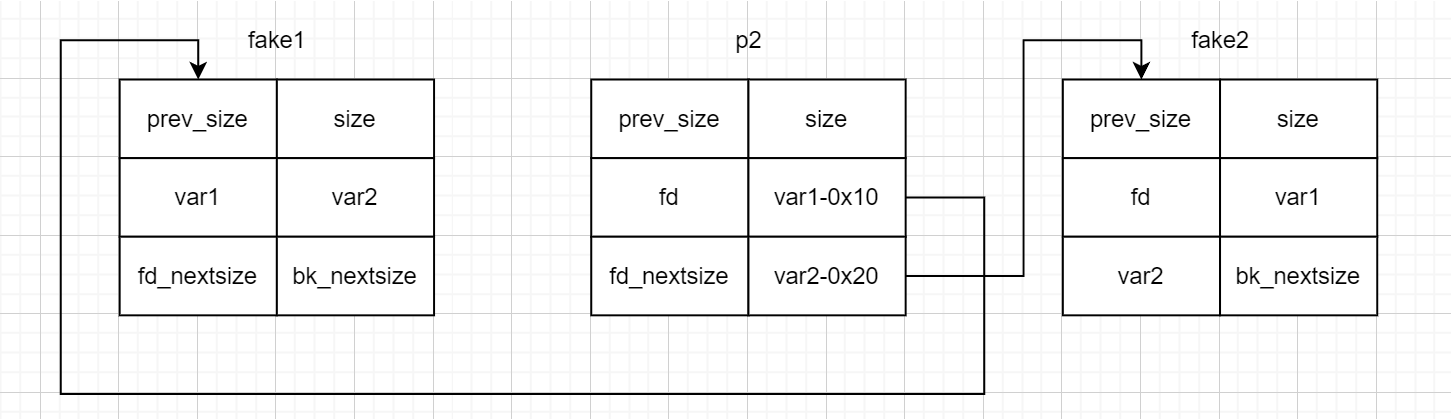 fake1
p2
fake2
prev_size size
prev_size size
prev_size size
var1 var2
fd var1-0x10
fd var1
fd_nextsize bk_nextsize
fd_nextsize var2-0x20
var2 bk_nextsize